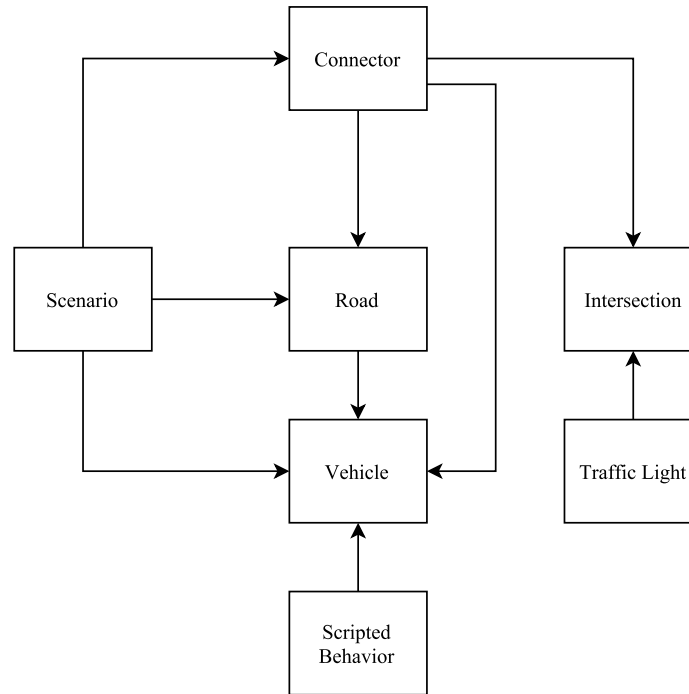 Connector
Scenario
Road
Intersection
Vehicle
Traffic Light
Scripted
Behavior